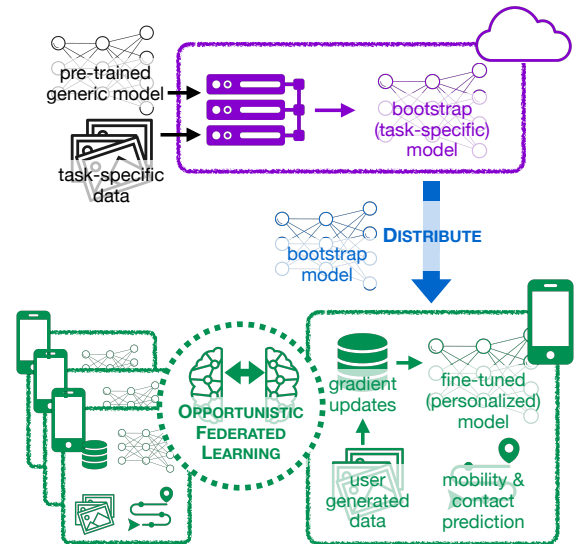 pre-trained
generic model
task-specific
data
bootstrap
(task-specific)
model
bootstrap
model
DISTRIBUTE
OPPORTUNISTIC
FEDERATED
LEARNING
gradient
updates
fine-tuned
(personalized)
model
user
generated
data
mobility &
contact
prediction